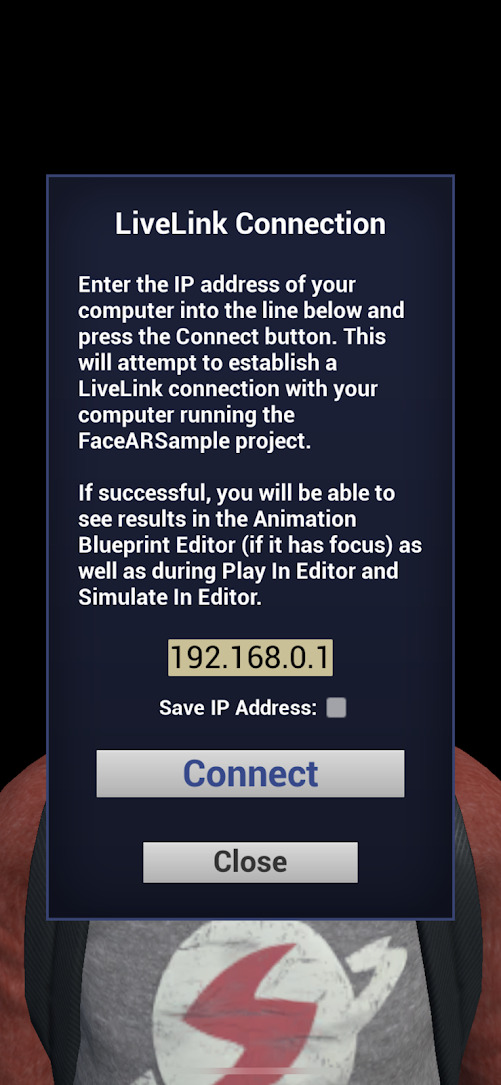 LiveLink Connection
Enter the IP address of your
computer into the line below and
press the Connect button. This
will attempt to establish a
LiveLink connection with your
computer running the
FaceARSample project.
If successful, you will be able to
see results in the Animation
Blueprint Editor (if it has focus) as
well as during Play In Editor and
Simulate In Editor.
192.168.0.1
Save IP Address:
Connect
Close